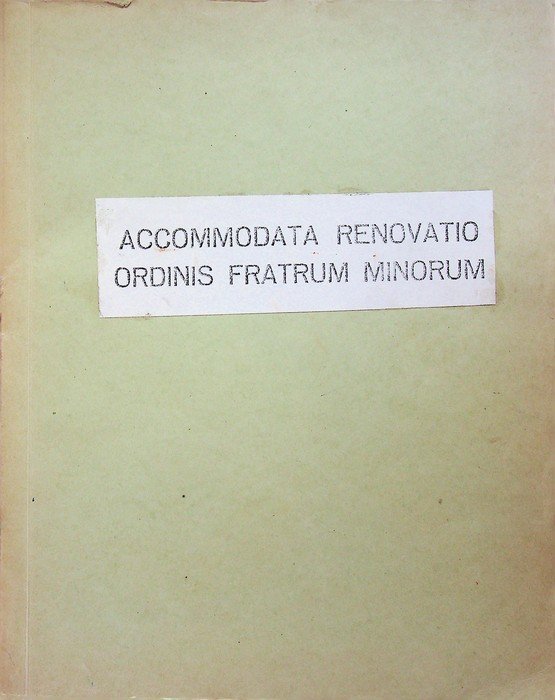 ACCOMMODATA RENOVATIO
ORDINIS FRATRUM MINORUM